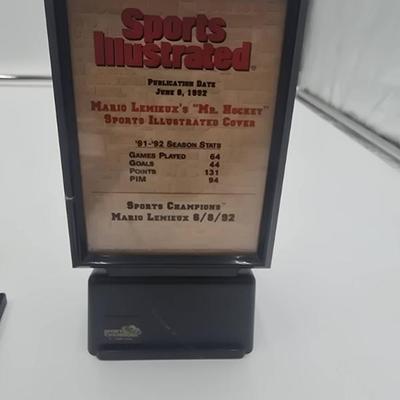 Sports
Illustrated
Publication Date
June 8, 1992
Mario Lemieux's "Mr. Hockey"
Sports Illustrated Cover
'91-'92 Season Stats
Games Played 64
Goals 44
Points 131
PIM 94
Sports Champions™
Mario Lemieux 6/8/92